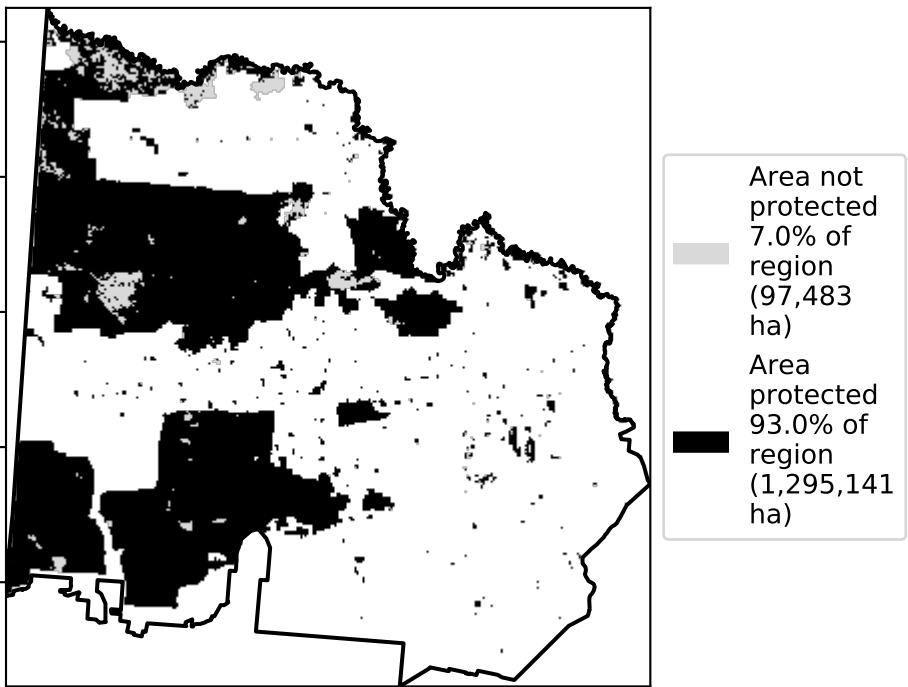 Area not
protected
7.0% of
region
(97,483
ha)
Area
protected
93.0% of
region
(1,295,141
ha)